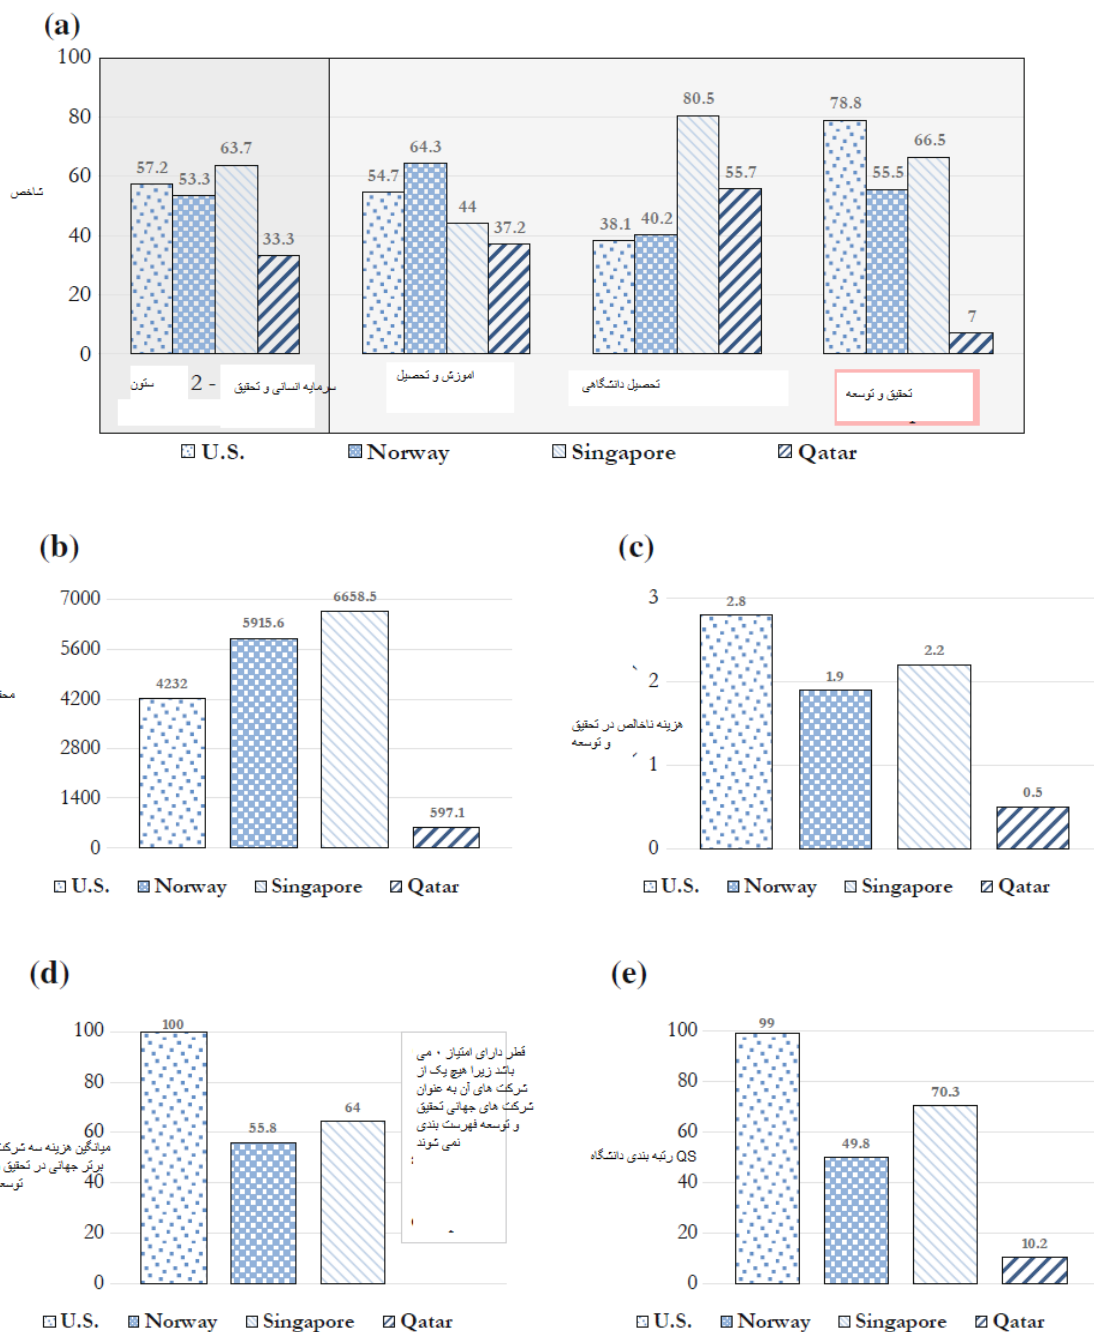 (a)
100
80
60
40
20
0
شاخص
57.2
53.3
63.7
33.3
54.7
64.3
44
37.2
38.1
40.2
80.5
55.7
78.8
55.5
66.5
7
ستون 2 - سرمایه انسانی و تحقیق
اموزش و تحصیل
تحصیل دانشگاهی
تحقیق و توسعه
U.S. Norway Singapore Qatar
(b)
7000
5600
4200
2800
1400
0
4232
5915.6
6658.5
597.1
U.S. Norway Singapore Qatar
(c)
3
2
1
0
هزینه ناخالص در تحقیق
و توسعه
2.8
1.9
2.2
0.5
U.S. Norway Singapore Qatar
(d)
100
80
60
40
20
0
میانگین هزینه سه شرکت
برتر جهانی در تحقیق و
توسعه
100
55.8
64
قطر دارای امتیاز ۰ می
باشد زیرا هیچ یک از
شرکت های آن به عنوان
شرکت های جهانی تحقیق
و توسعه فهرست بندی
نمی شوند
U.S. Norway Singapore Qatar
(e)
100
80
60
40
20
0
رتبه بندی دانشگاه QS
99
49.8
70.3
10.2
U.S. Norway Singapore Qatar